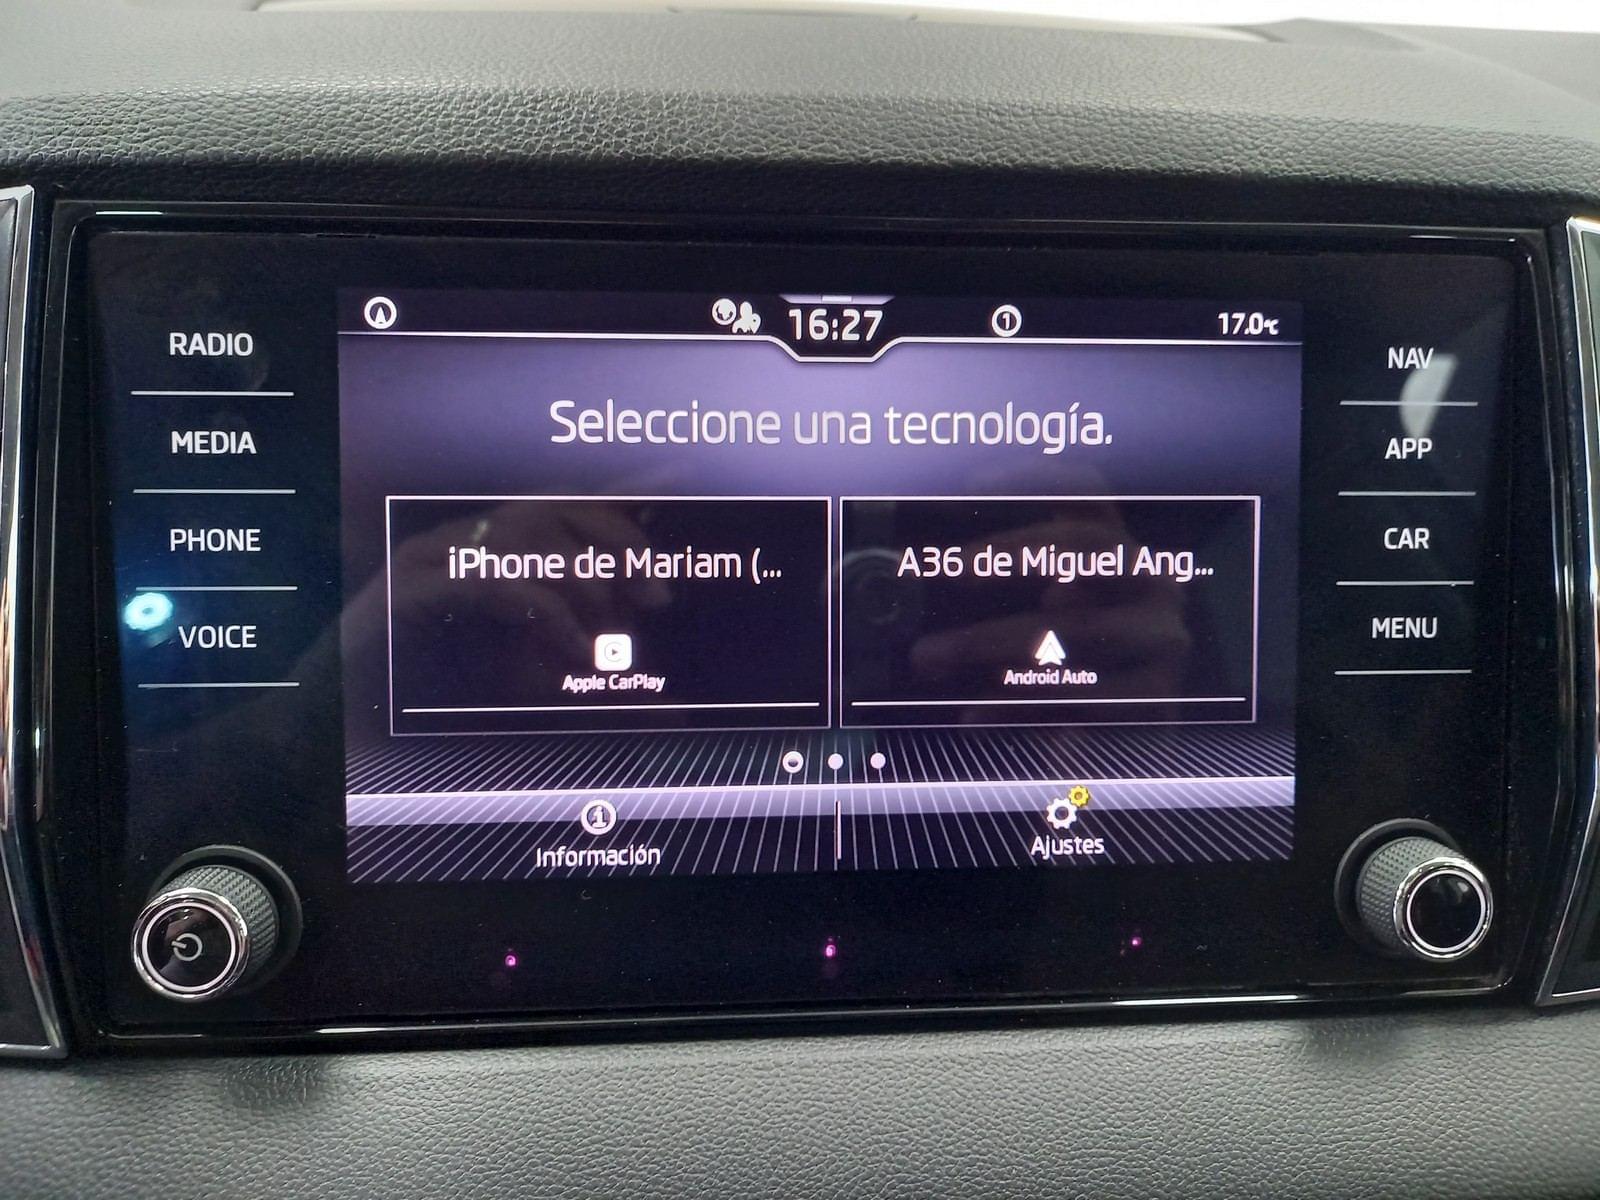 RADIO
MEDIA
PHONE
VOICE
16:27
1
17.0°C
Seleccione una tecnología.
iPhone de Mariam (...
Apple CarPlay
A36 de Miguel Ang...
Android Auto
Información
Ajustes
NAV
APP
CAR
MENU